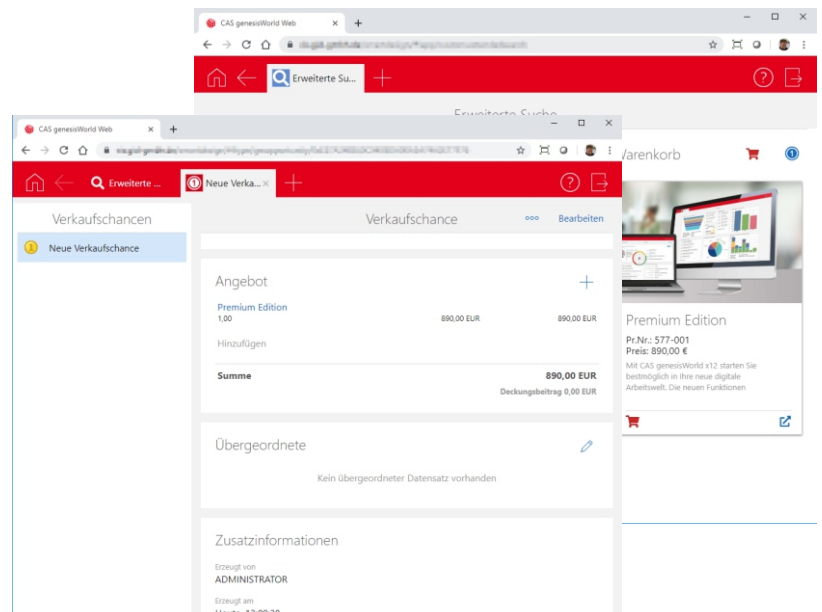 CAS genesisWorld Web
Erweiterte Su...
Erweiterte Suche
Warenkorb
Premium Edition
Pr.Nr.: 577-001
Preis: 890,00 €
Mit CAS genesisWorld x12 starten Sie
bestmöglich in Ihre neue digitale
Arbeitswelt. Die neuen Funktionen
CAS genesisWorld Web
Erweiterte ...
Neue Verka...
Verkaufschancen
Neue Verkaufschance
Verkaufschance
Bearbeiten
Angebot
Premium Edition
1,00 890,00 EUR 890,00 EUR
Hinzufügen
Summe 890,00 EUR
Deckungsbeitrag 0,00 EUR
Übergeordnete
Kein übergeordneter Datensatz vorhanden
Zusatzinformationen
Erzeugt von
ADMINISTRATOR
Erzeugt am